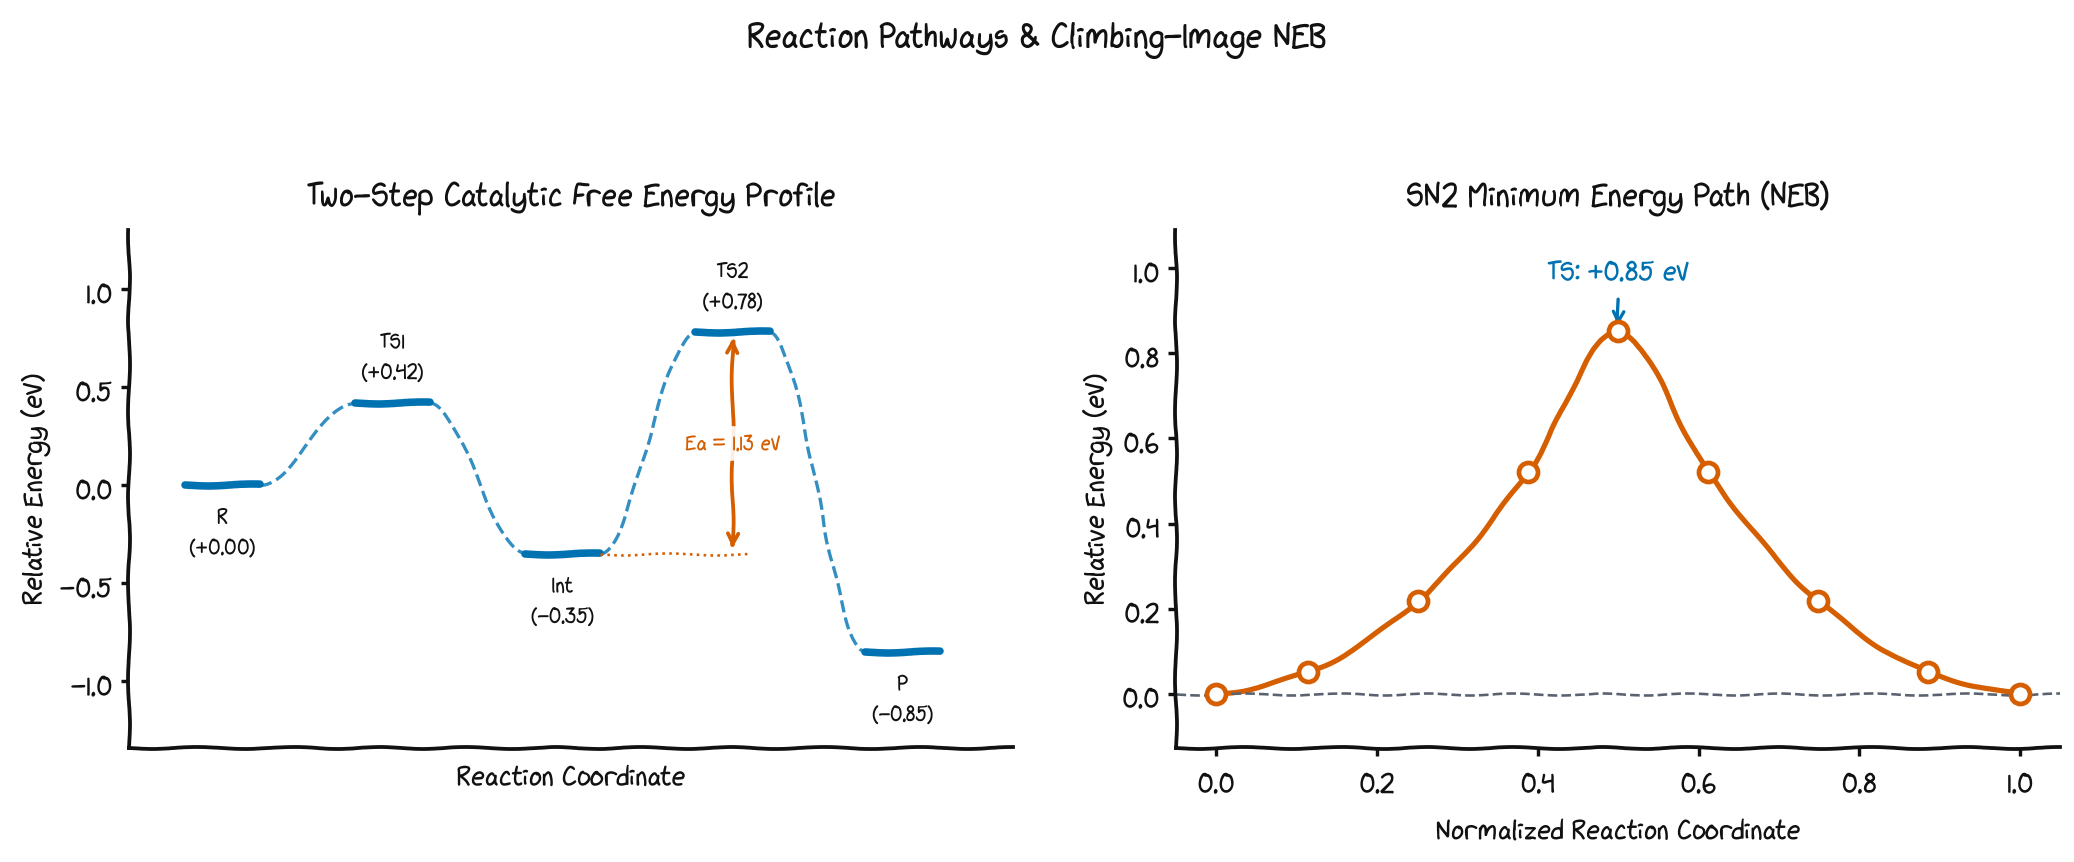 Reaction Pathways & Climbing-Image NEB
Two-Step Catalytic Free Energy Profile
Relative Energy (eV)
1.0
0.5
0.0
−0.5
−1.0
R
(+0.00)
TS1
(+0.42)
Int
(−0.35)
TS2
(+0.78)
Ea = 1.13 eV
P
(−0.85)
Reaction Coordinate
SN2 Minimum Energy Path (NEB)
Relative Energy (eV)
1.0
0.8
0.6
0.4
0.2
0.0
TS: +0.85 eV
0.0 0.2 0.4 0.6 0.8 1.0
Normalized Reaction Coordinate